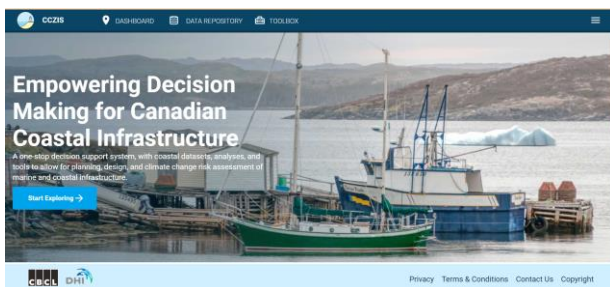 CCZIS
DASHBOARD
DATA REPOSITORY
TOOLBOX
Empowering Decision
Making for Canadian
Coastal Infrastructure
A one-stop decision support system, with coastal datasets, analyses, and
tools to allow for planning, design, and climate change risk assessment of
marine and coastal infrastructure.
Start Exploring →
CBCL
DHI
Privacy
Terms & Conditions
Contact Us
Copyright